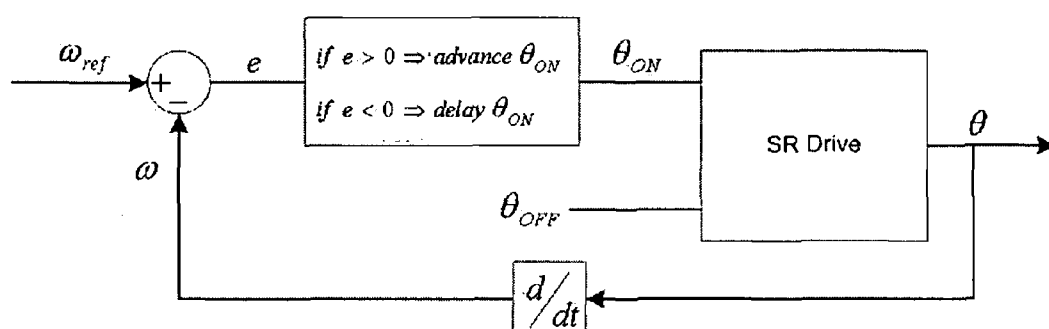 ω_ref
+
−
e
if e > 0 ⇒ advance θ_ON
if e < 0 ⇒ delay θ_ON
θ_ON
SR Drive
θ
ω
θ_OFF
d/dt